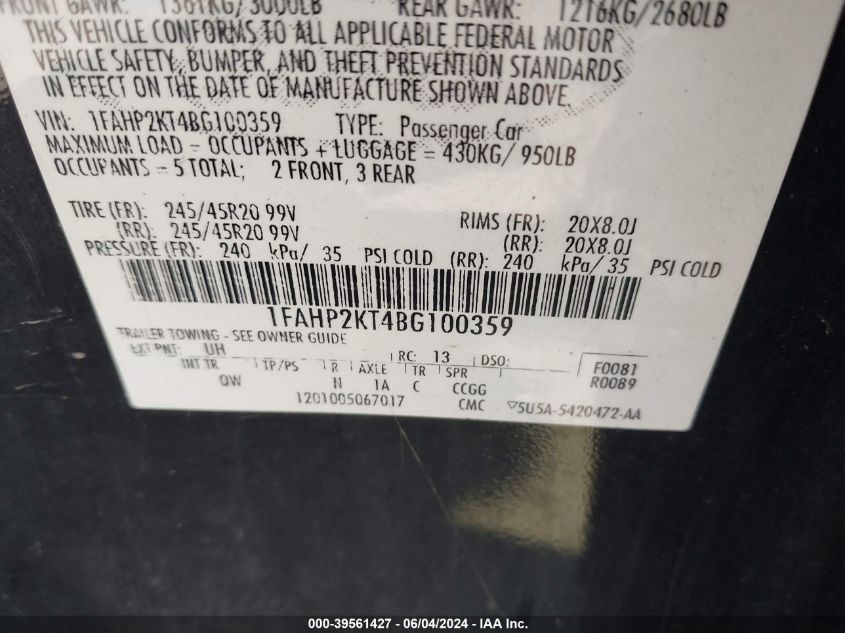 FRONT GAWR: 1361KG/3000LB REAR GAWR: 1216KG/2680LB
THIS VEHICLE CONFORMS TO ALL APPLICABLE FEDERAL MOTOR
VEHICLE SAFETY, BUMPER, AND THEFT PREVENTION STANDARDS
IN EFFECT ON THE DATE OF MANUFACTURE SHOWN ABOVE.
VIN: 1FAHP2KT4BG100359 TYPE: Passenger Car
MAXIMUM LOAD = OCCUPANTS + LUGGAGE = 430KG/ 950LB
OCCUPANTS = 5 TOTAL; 2 FRONT, 3 REAR
TIRE (FR): 245/45R20 99V RIMS (FR): 20X8.0J
(RR): 245/45R20 99V (RR): 20X8.0J
PRESSURE (FR): 240 kPa/ 35 PSI COLD (RR): 240 kPa/ 35 PSI COLD
1FAHP2KT4BG100359
TRAILER TOWING - SEE OWNER GUIDE
EXT PNT: UH RC: 13 DSO: F0081
INT TR TP/PS R AXLE TR SPR R0089
QW N 1A C CCGG
1201005067017 CMC ▽5U5A-5420472-AA
000-39561427 - 06/04/2024 - IAA Inc.